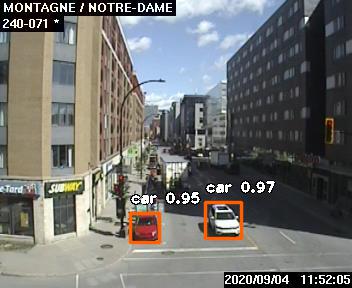 MONTAGNE / NOTRE-DAME
240-071 *
car 0.95
car 0.97
SUBWAY
2020/09/04 11:52:05